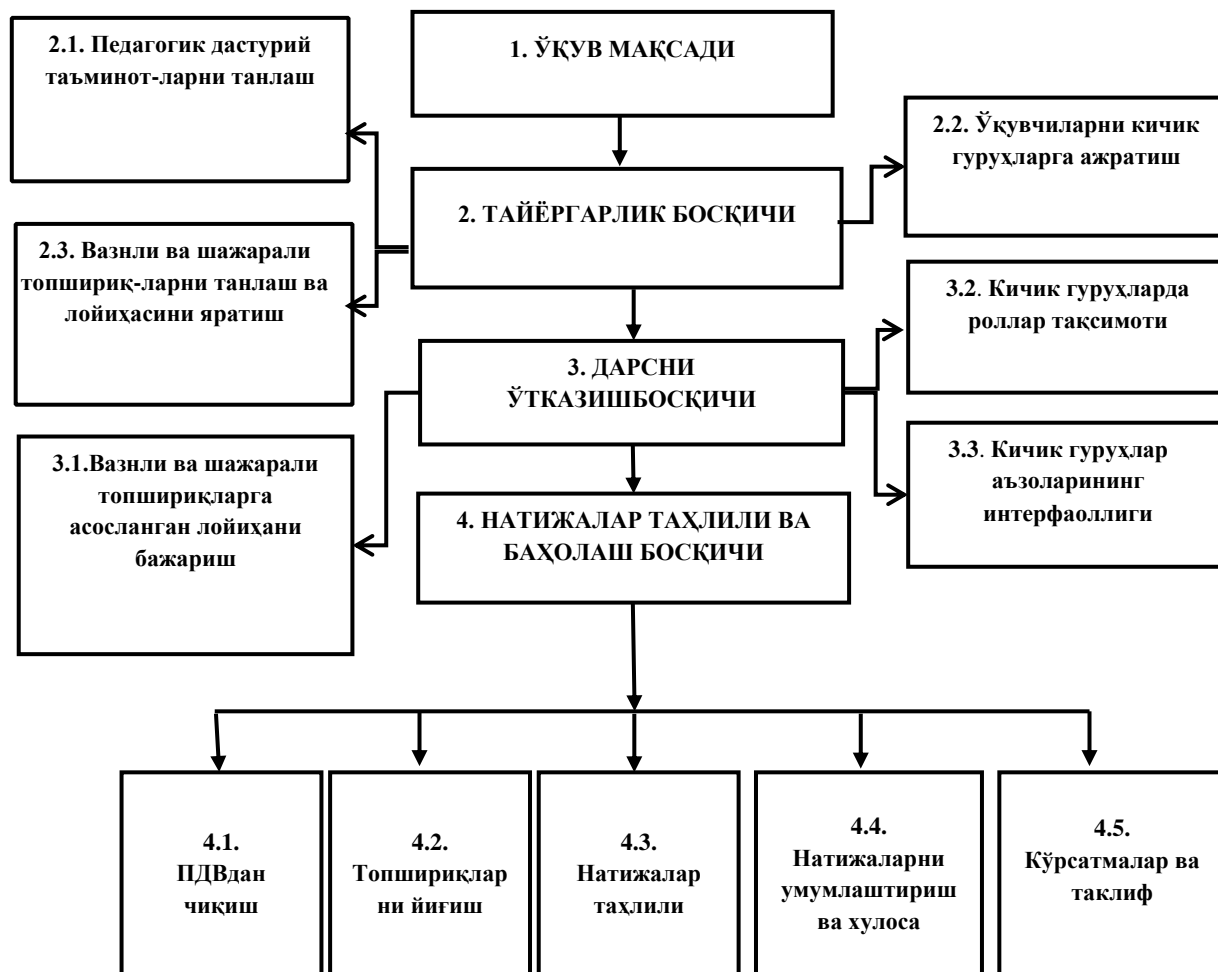 1. ЎҚУВ МАҚСАДИ
2.1. Педагогик дастурий
таъминот-ларни танлаш
2.2. Ўқувчиларни кичик
гуруҳларга ажратиш
2. ТАЙЁРГАРЛИК БОСҚИЧИ
2.3. Вазнли ва шажарали
топшириқ-ларни танлаш ва
лойиҳасини яратиш
3.2. Кичик гуруҳларда
роллар тақсимоти
3. ДАРСНИ
ЎТКАЗИШБОСҚИЧИ
3.1.Вазнли ва шажарали
топшириқларга
асосланган лойиҳани
бажариш
3.3. Кичик гуруҳлар
аъзоларининг
интерфаоллиги
4. НАТИЖАЛАР ТАҲЛИЛИ ВА
БАҲОЛАШ БОСҚИЧИ
4.1.
ПДВдан
чиқиш
4.2.
Топшириқлар
ни йиғиш
4.3.
Натижалар
таҳлили
4.4.
Натижаларни
умумлаштириш
ва хулоса
4.5.
Кўрсатмалар ва
таклиф